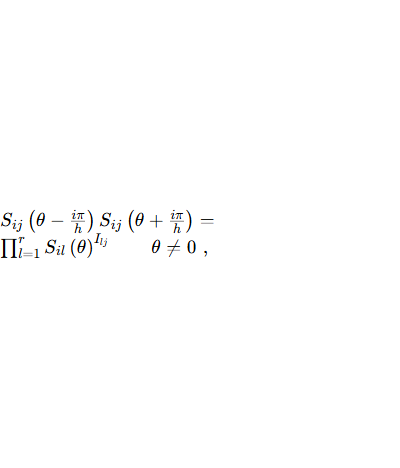 $S_{ij}\left(\theta-\frac{i\pi}{h}\right)S_{ij}\left(\theta+\frac{i\pi}{h}\right)=$
$\prod_{l=1}^{r}S_{il}\left(\theta\right)^{I_{lj}}\qquad\theta\neq 0\ ,$